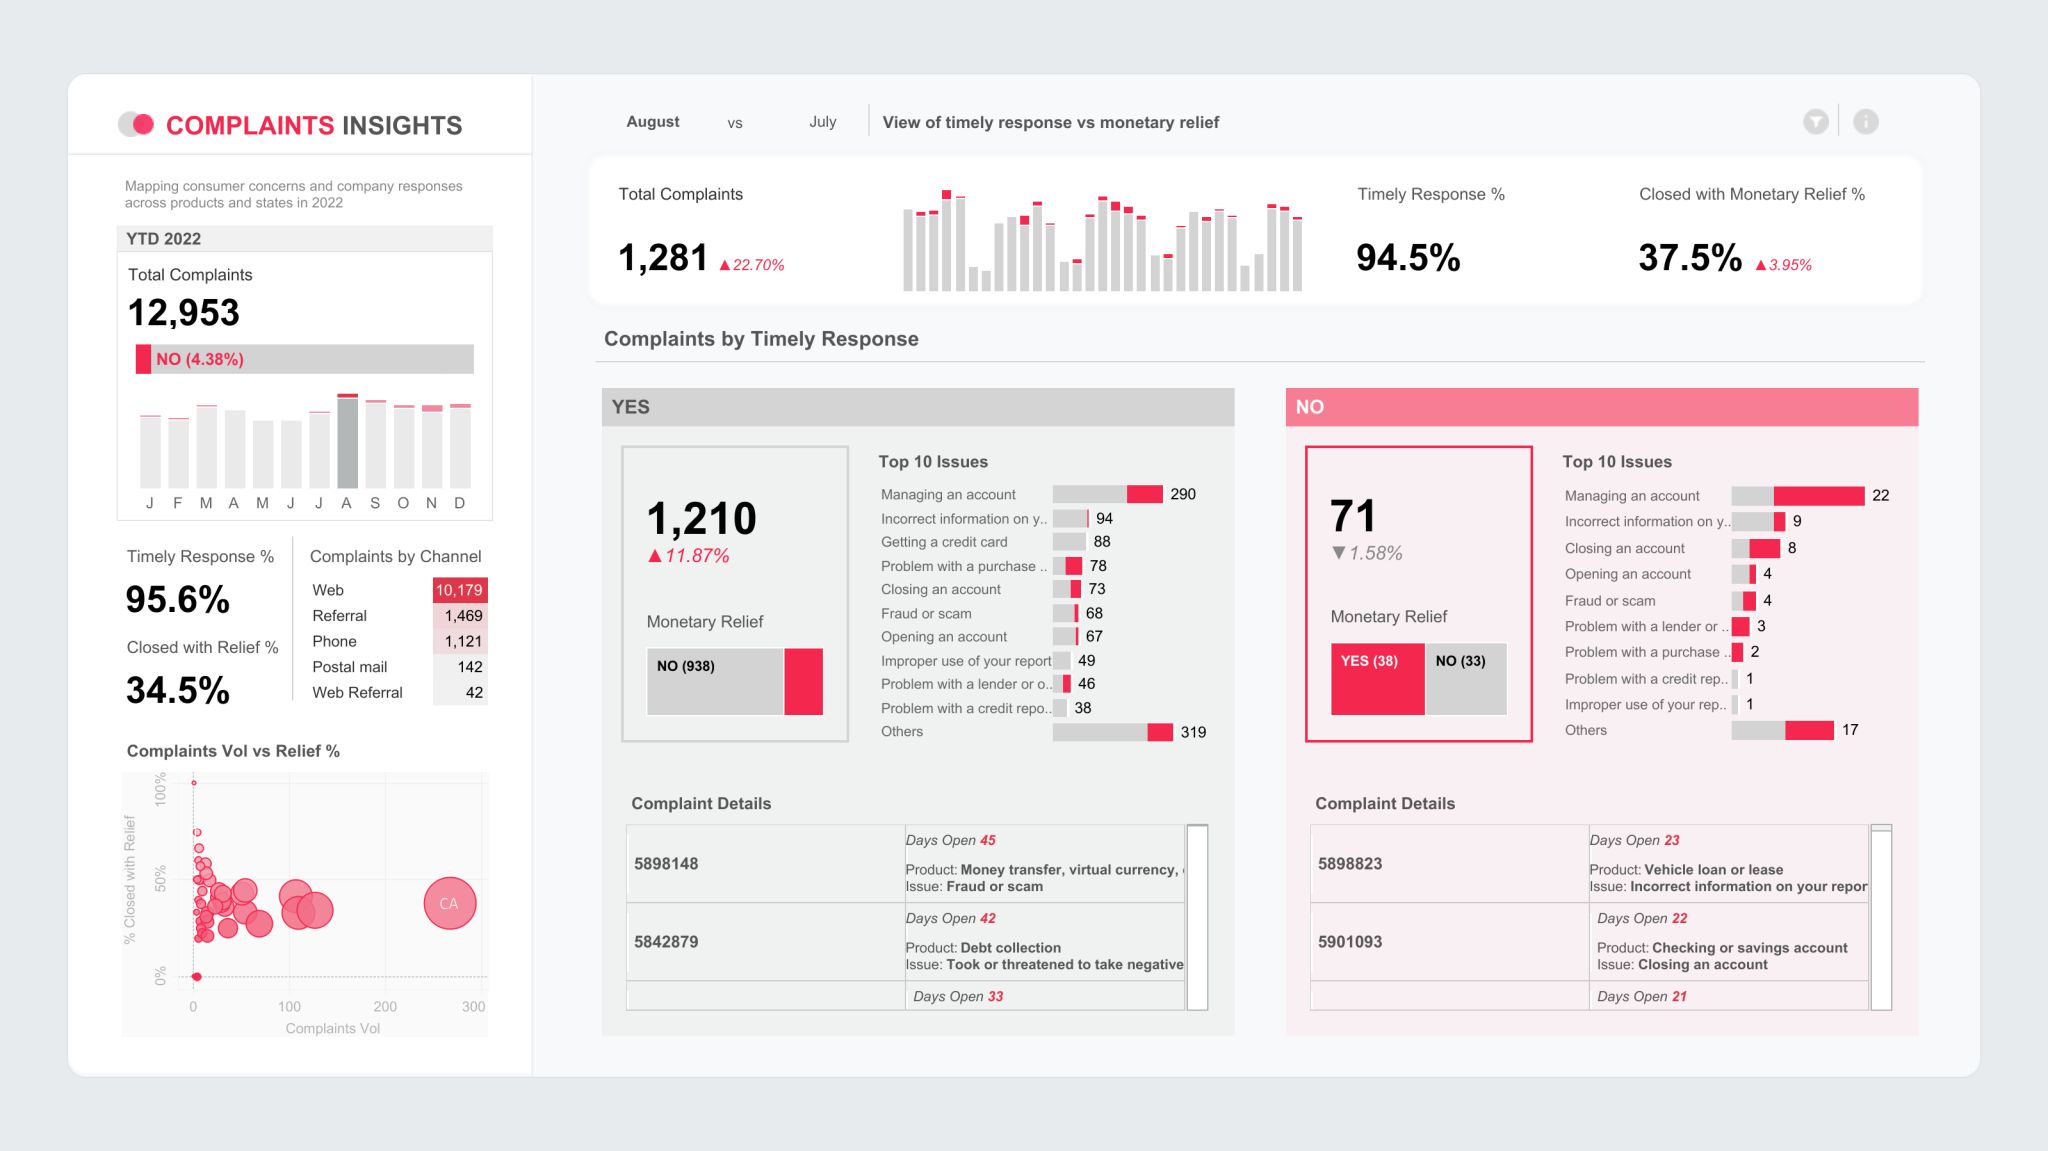 COMPLAINTS INSIGHTS
Mapping consumer concerns and company responses
across products and states in 2022
YTD 2022
Total Complaints
12,953
NO (4.38%)
J F M A M J J A S O N D
Timely Response %
95.6%
Closed with Relief %
34.5%
Complaints by Channel
Web 10,179
Referral 1,469
Phone 1,121
Postal mail 142
Web Referral 42
Complaints Vol vs Relief %
% Closed with Relief
100%
50%
0%
CA
0 100 200 300
Complaints Vol
August vs July View of timely response vs monetary relief
Total Complaints
1,281 ▲22.70%
Timely Response %
94.5%
Closed with Monetary Relief %
37.5% ▲3.95%
Complaints by Timely Response
YES
1,210
▲11.87%
Monetary Relief
NO (938)
Top 10 Issues
Managing an account 290
Incorrect information on y.. 94
Getting a credit card 88
Problem with a purchase .. 78
Closing an account 73
Fraud or scam 68
Opening an account 67
Improper use of your report 49
Problem with a lender or o.. 46
Problem with a credit repo.. 38
Others 319
Complaint Details
5898148
Days Open 45
Product: Money transfer, virtual currency,
Issue: Fraud or scam
5842879
Days Open 42
Product: Debt collection
Issue: Took or threatened to take negative
Days Open 33
NO
71
▼1.58%
Monetary Relief
YES (38) NO (33)
Top 10 Issues
Managing an account 22
Incorrect information on y.. 9
Closing an account 8
Opening an account 4
Fraud or scam 4
Problem with a lender or .. 3
Problem with a purchase .. 2
Problem with a credit rep.. 1
Improper use of your rep.. 1
Others 17
Complaint Details
5898823
Days Open 23
Product: Vehicle loan or lease
Issue: Incorrect information on your repor
5901093
Days Open 22
Product: Checking or savings account
Issue: Closing an account
Days Open 21